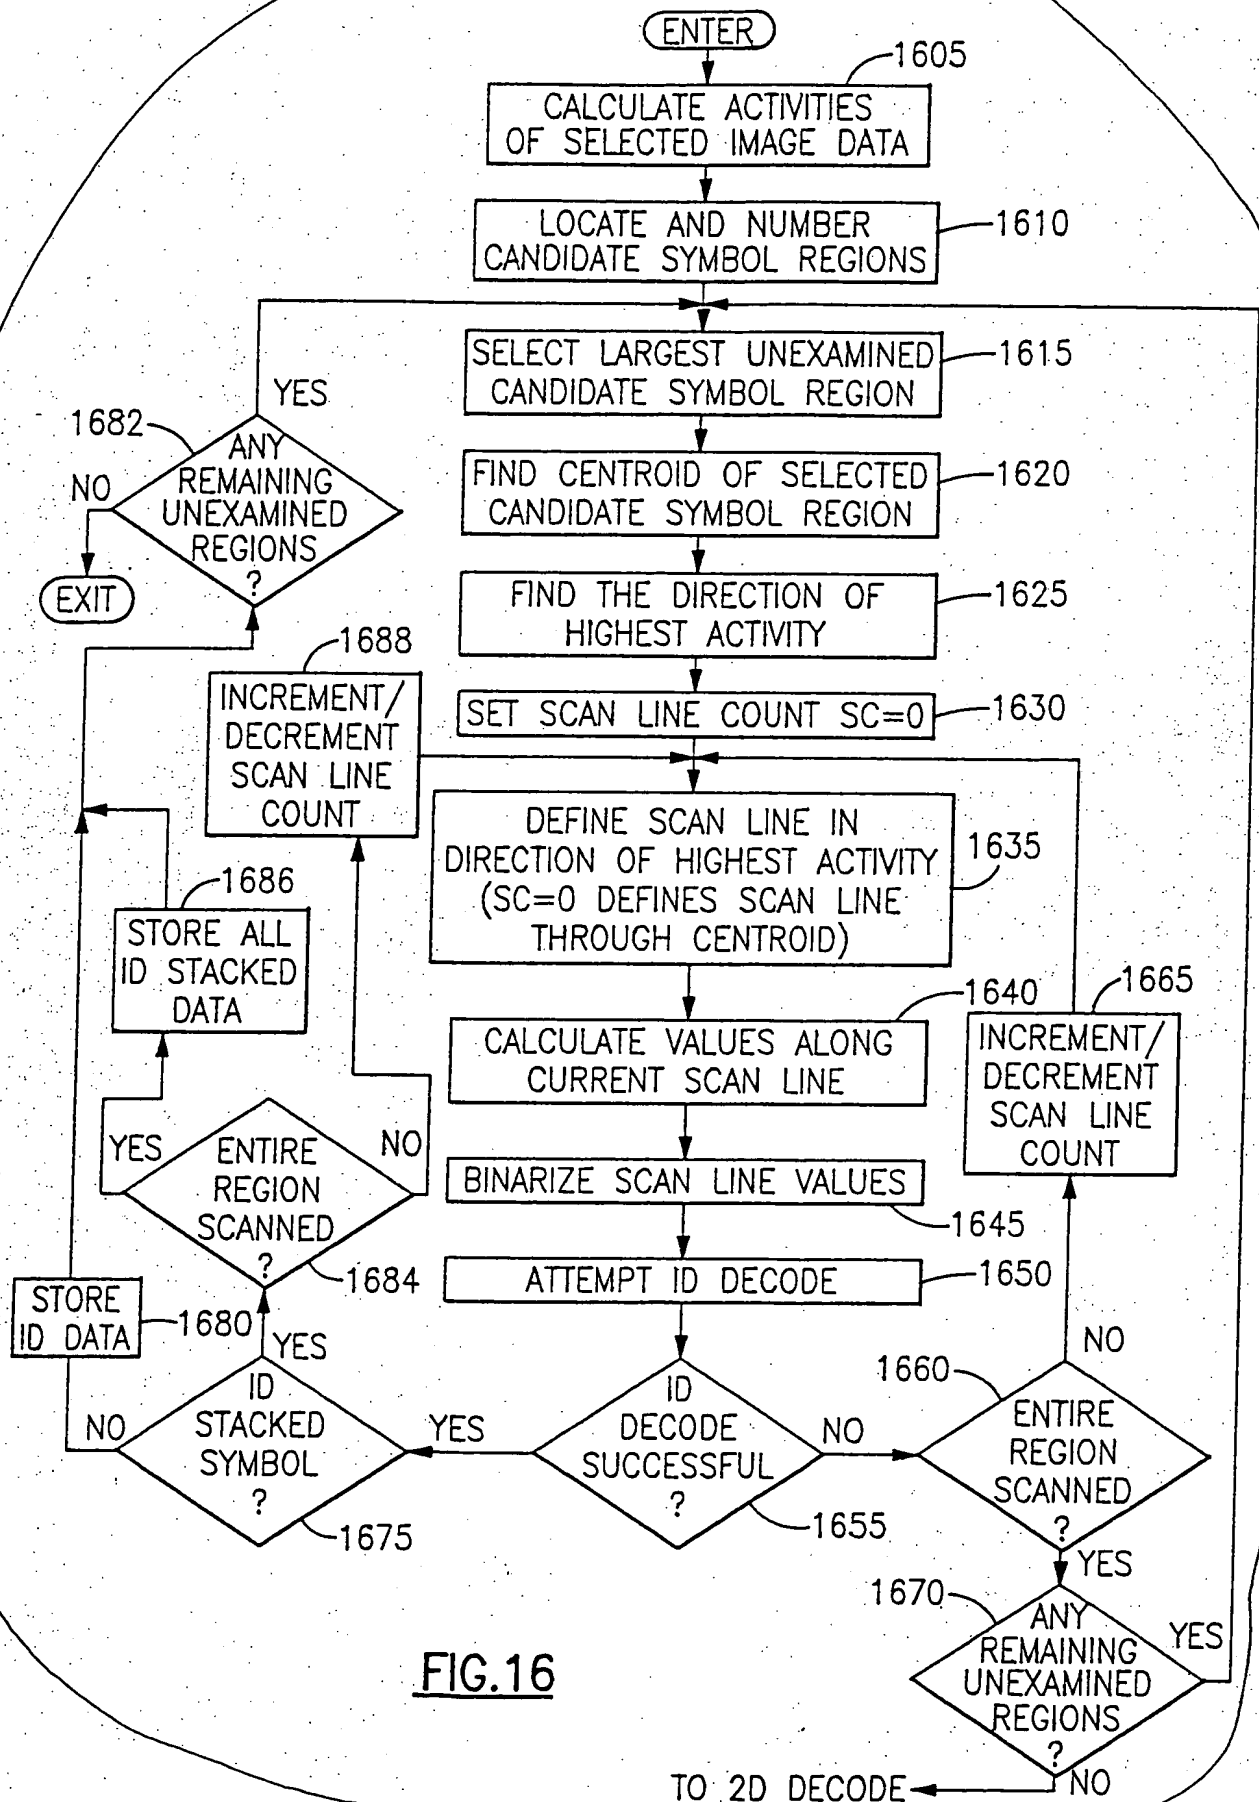 ENTER
1605
CALCULATE ACTIVITIES
OF SELECTED IMAGE DATA
LOCATE AND NUMBER
CANDIDATE SYMBOL REGIONS
1610
SELECT LARGEST UNEXAMINED
CANDIDATE SYMBOL REGION
1615
YES
1682
ANY
REMAINING
UNEXAMINED
REGIONS
?
NO
EXIT
FIND CENTROID OF SELECTED
CANDIDATE SYMBOL REGION
1620
FIND THE DIRECTION OF
HIGHEST ACTIVITY
1625
1688
INCREMENT/
DECREMENT
SCAN LINE
COUNT
SET SCAN LINE COUNT SC=0
1630
DEFINE SCAN LINE IN
DIRECTION OF HIGHEST ACTIVITY
(SC=0 DEFINES SCAN LINE
THROUGH CENTROID)
1635
1686
STORE ALL
ID STACKED
DATA
1640
CALCULATE VALUES ALONG
CURRENT SCAN LINE
1665
INCREMENT/
DECREMENT
SCAN LINE
COUNT
YES
ENTIRE
REGION
SCANNED
?
NO
1684
BINARIZE SCAN LINE VALUES
1645
ATTEMPT ID DECODE
1650
STORE
ID DATA
1680
YES
NO
ID
STACKED
SYMBOL
?
1675
YES
ID
DECODE
SUCCESSFUL
?
1655
NO
1660
NO
ENTIRE
REGION
SCANNED
?
YES
1670
ANY
REMAINING
UNEXAMINED
REGIONS
?
YES
NO
TO 2D DECODE
FIG.16